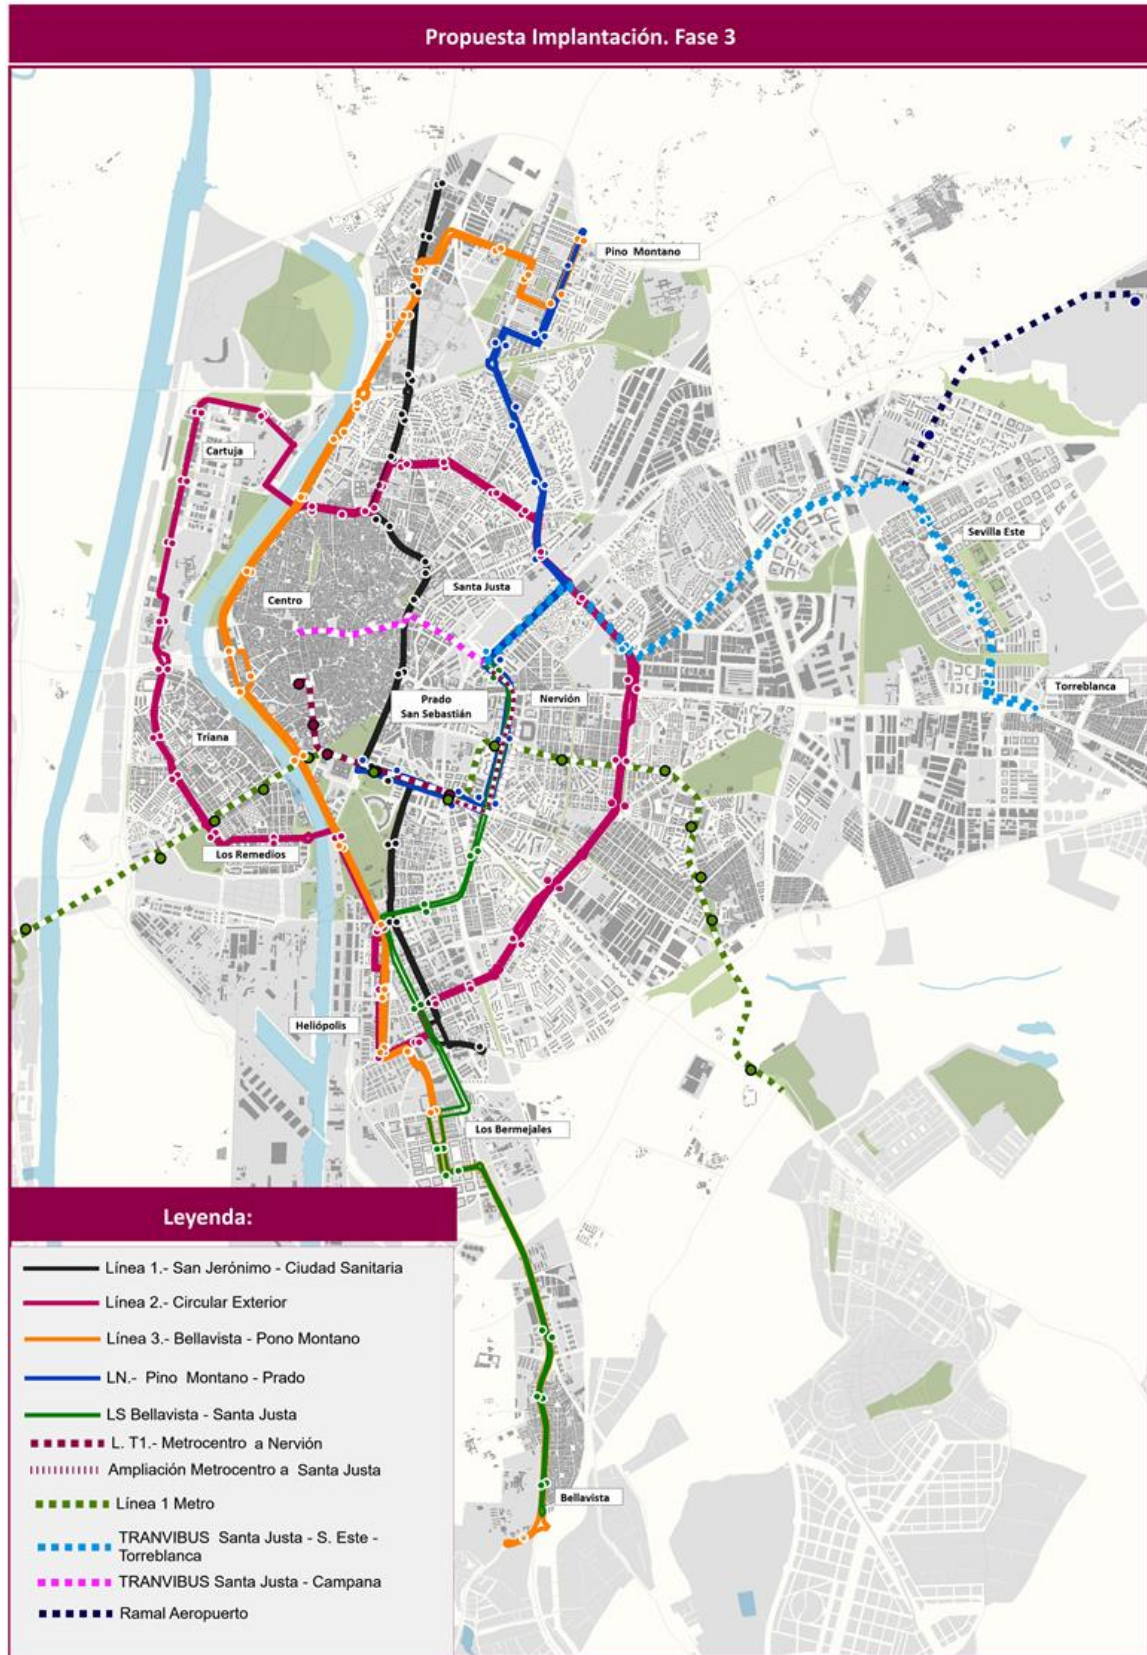 Propuesta Implantación. Fase 3
Pino  Montano
Cartuja
Sevilla Este
Santa Justa
Centro
Torreblanca
Prado
San Sebastián
Nervión
Triana
Los Remedios
Heliópolis
Los Bermejales
Bellavista
Leyenda:
Línea 1.- San Jerónimo - Ciudad Sanitaria
Línea 2.- Circular Exterior
Línea 3.- Bellavista - Pono Montano
LN.-  Pino  Montano - Prado
LS Bellavista - Santa Justa
L. T1.- Metrocentro  a Nervión
Ampliación Metrocentro a  Santa Justa
Línea 1 Metro
TRANVIBUS  Santa Justa - S. Este -
Torreblanca
TRANVIBUS Santa Justa - Campana
Ramal Aeropuerto